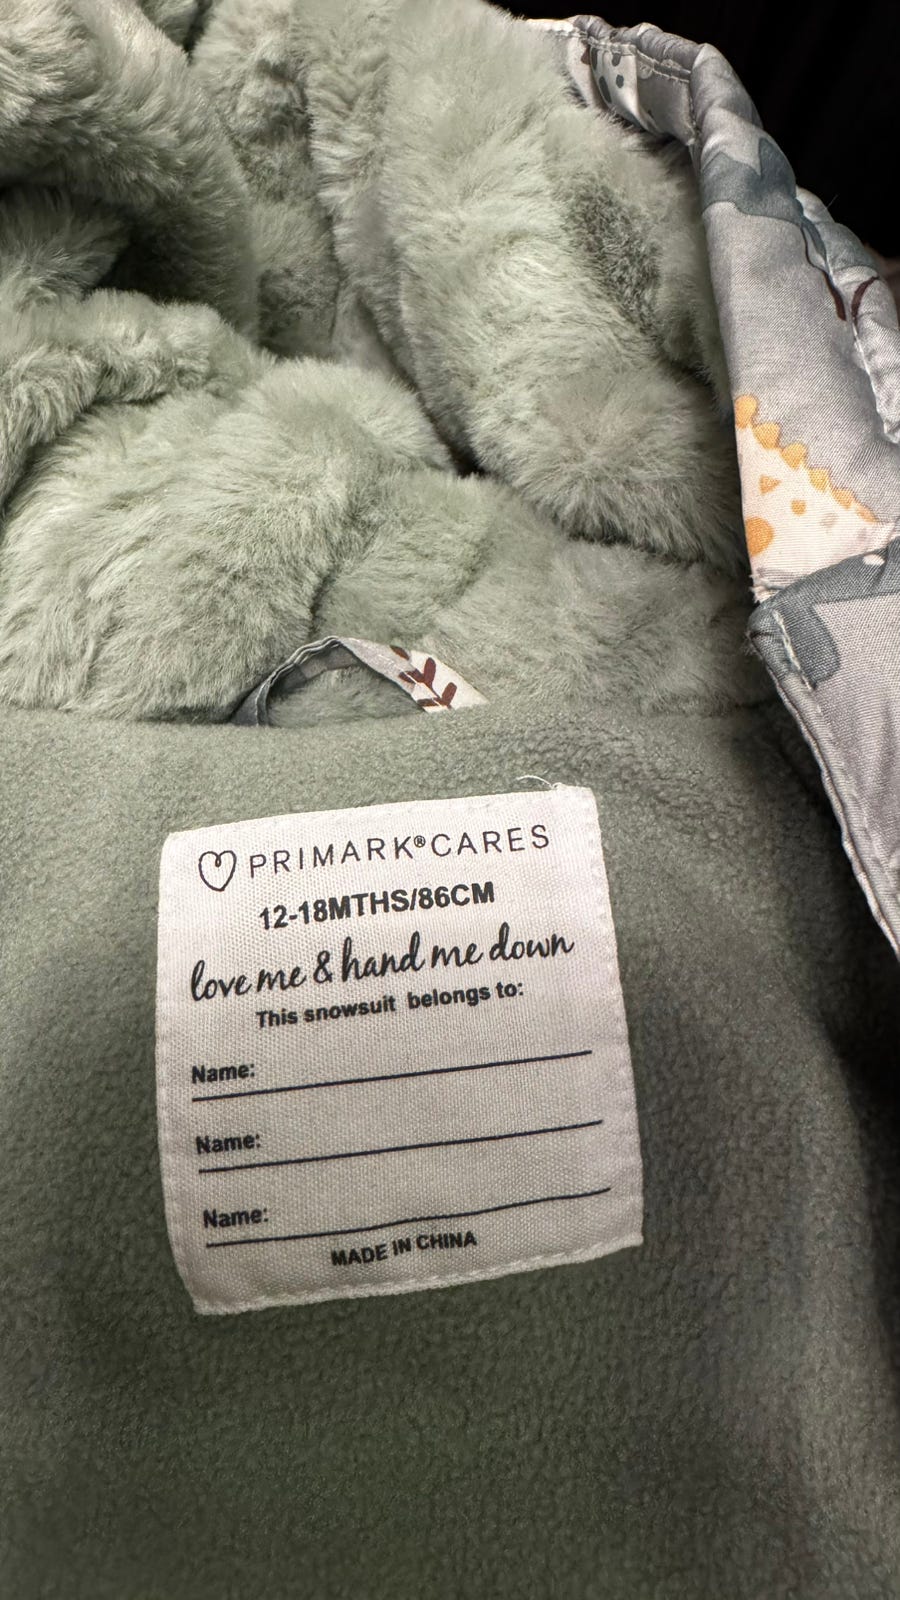 PRIMARK®CARES
12-18MTHS/86CM
love me & hand me down
This snowsuit belongs to:
Name:
Name:
Name:
MADE IN CHINA